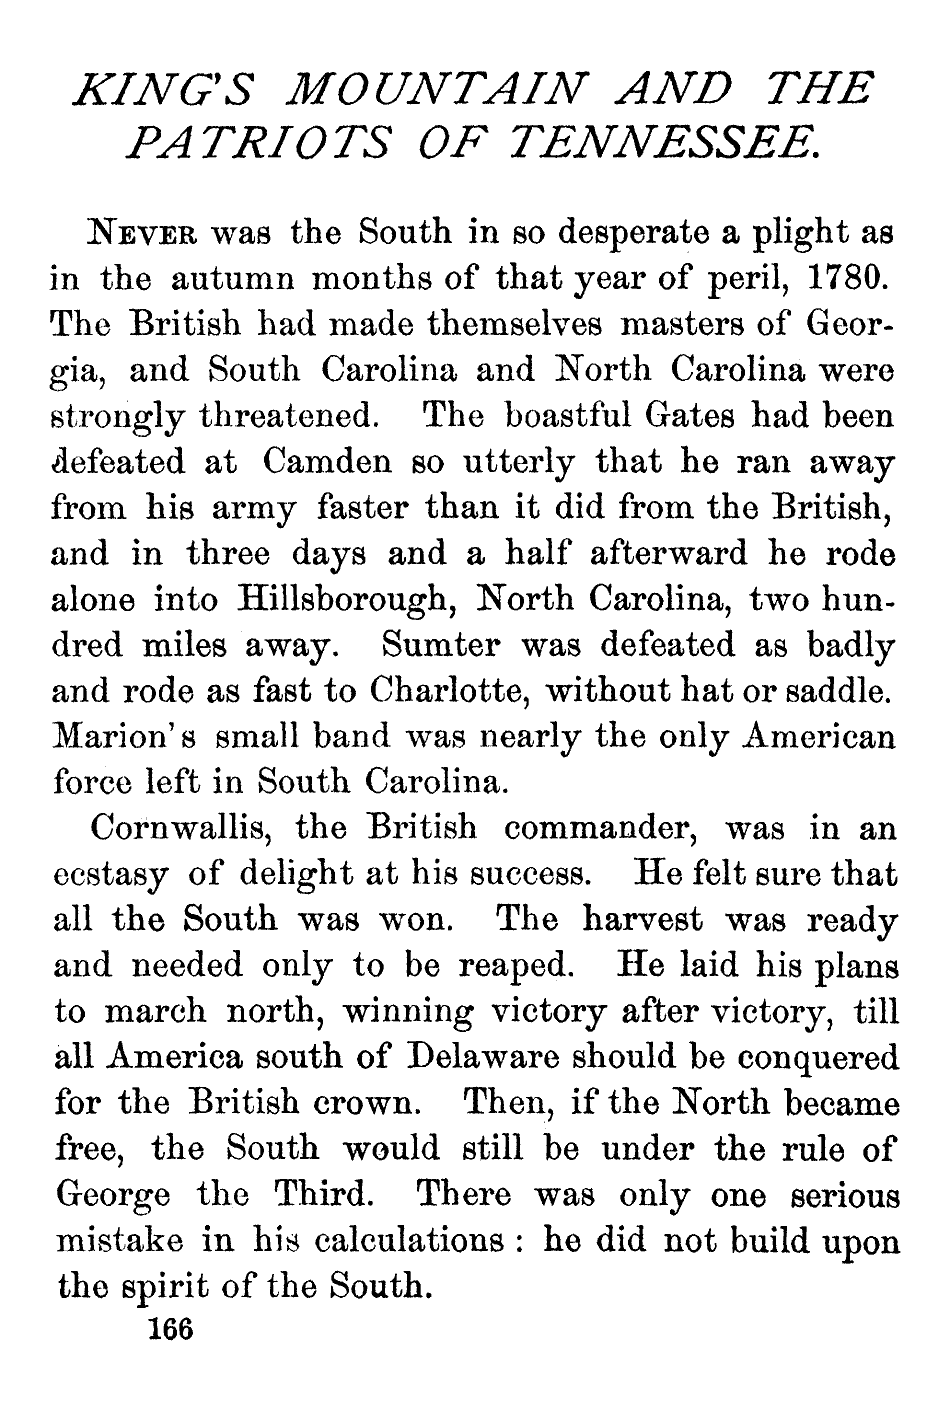 KING'S MOUNTAIN AND THE
PATRIOTS OF TENNESSEE.
NEVER was the South in so desperate a plight as
in the autumn months of that year of peril, 1780.
The British had made themselves masters of Geor-
gia, and South Carolina and North Carolina were
strongly threatened. The boastful Gates had been
defeated at Camden so utterly that he ran away
from his army faster than it did from the British,
and in three days and a half afterward he rode
alone into Hillsborough, North Carolina, two hun-
dred miles away. Sumter was defeated as badly
and rode as fast to Charlotte, without hat or saddle.
Marion's small band was nearly the only American
force left in South Carolina.
Cornwallis, the British commander, was in an
ecstasy of delight at his success. He felt sure that
all the South was won. The harvest was ready
and needed only to be reaped. He laid his plans
to march north, winning victory after victory, till
all America south of Delaware should be conquered
for the British crown. Then, if the North became
free, the South would still be under the rule of
George the Third. There was only one serious
mistake in his calculations : he did not build upon
the spirit of the South.
166